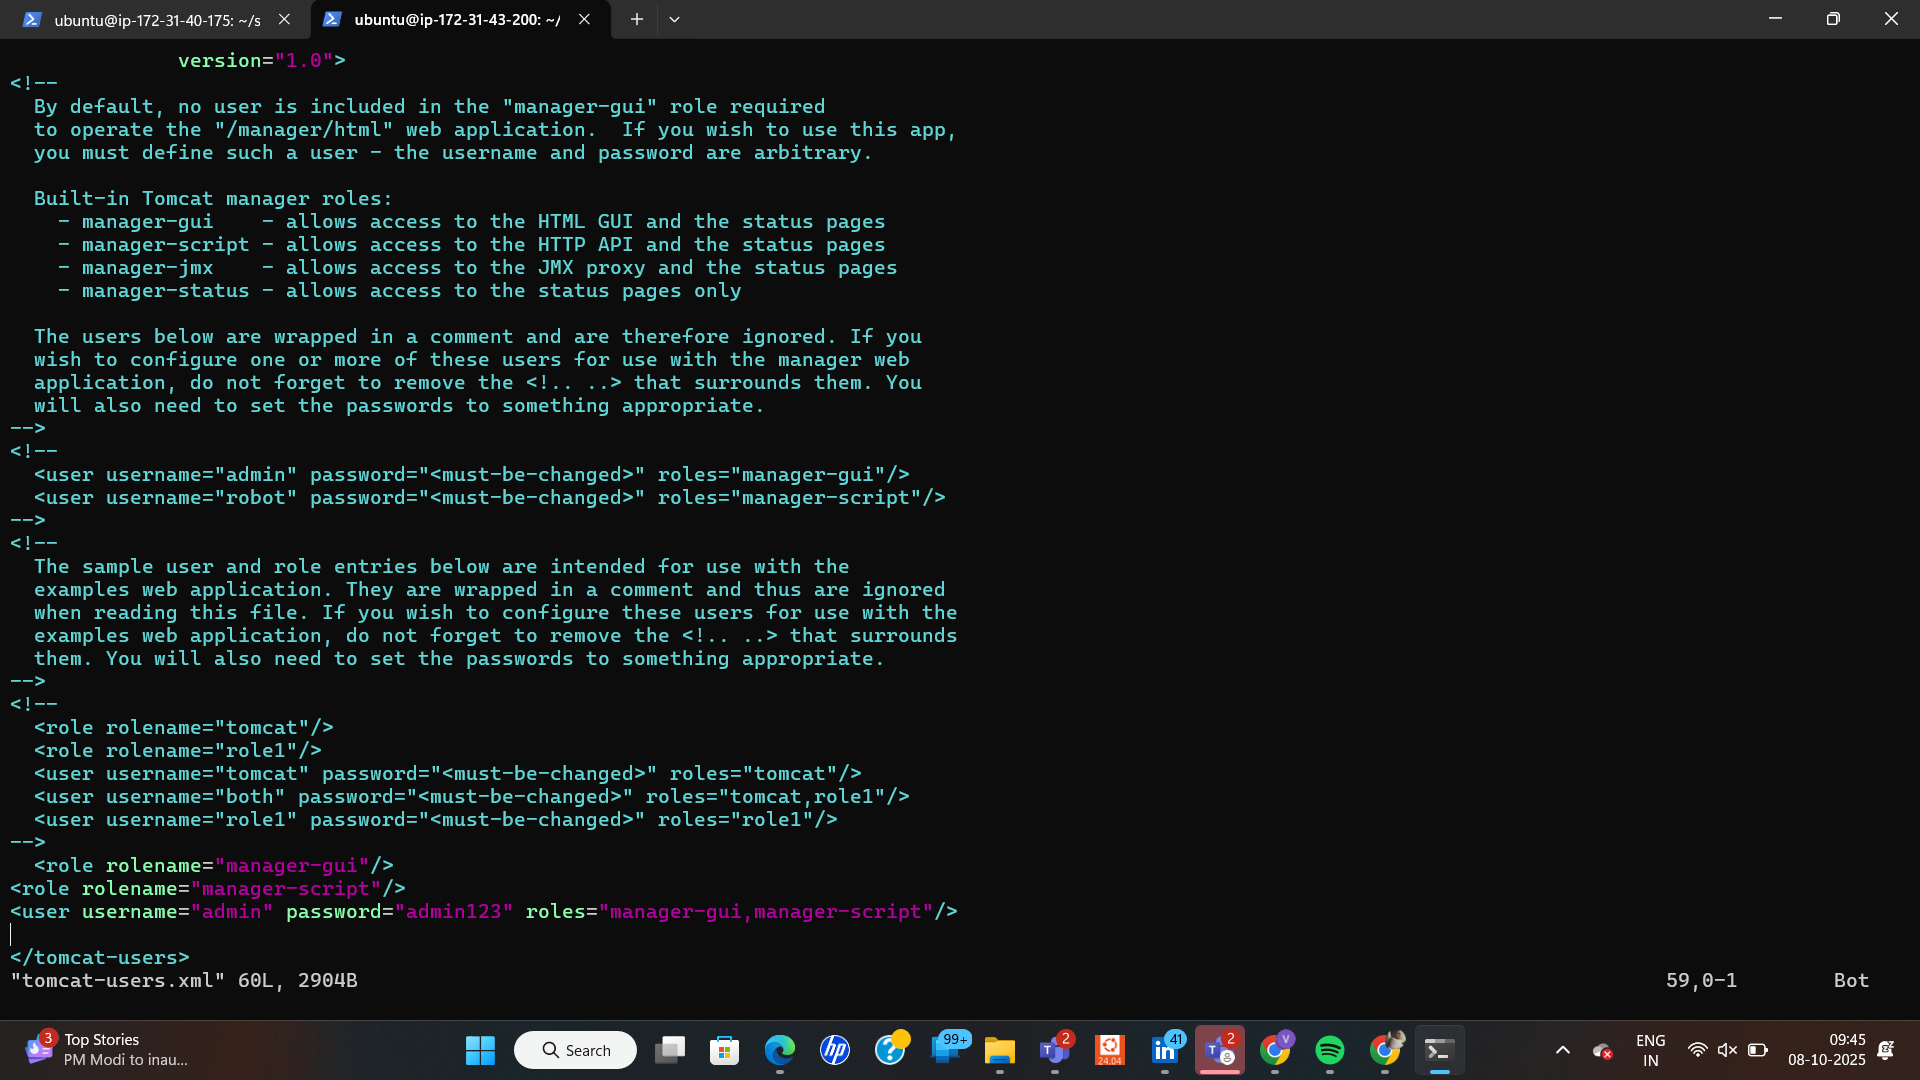 ubuntu@ip-172-31-40-175: ~/s
ubuntu@ip-172-31-43-200: ~/
              version="1.0">
<!--
  By default, no user is included in the "manager-gui" role required
  to operate the "/manager/html" web application.  If you wish to use this app,
  you must define such a user - the username and password are arbitrary.

  Built-in Tomcat manager roles:
    - manager-gui    - allows access to the HTML GUI and the status pages
    - manager-script - allows access to the HTTP API and the status pages
    - manager-jmx    - allows access to the JMX proxy and the status pages
    - manager-status - allows access to the status pages only

  The users below are wrapped in a comment and are therefore ignored. If you
  wish to configure one or more of these users for use with the manager web
  application, do not forget to remove the <!.. ..> that surrounds them. You
  will also need to set the passwords to something appropriate.
-->
<!--
  <user username="admin" password="<must-be-changed>" roles="manager-gui"/>
  <user username="robot" password="<must-be-changed>" roles="manager-script"/>
-->
<!--
  The sample user and role entries below are intended for use with the
  examples web application. They are wrapped in a comment and thus are ignored
  when reading this file. If you wish to configure these users for use with the
  examples web application, do not forget to remove the <!.. ..> that surrounds
  them. You will also need to set the passwords to something appropriate.
-->
<!--
  <role rolename="tomcat"/>
  <role rolename="role1"/>
  <user username="tomcat" password="<must-be-changed>" roles="tomcat"/>
  <user username="both" password="<must-be-changed>" roles="tomcat,role1"/>
  <user username="role1" password="<must-be-changed>" roles="role1"/>
-->
  <role rolename="manager-gui"/>
<role rolename="manager-script"/>
<user username="admin" password="admin123" roles="manager-gui,manager-script"/>

</tomcat-users>
"tomcat-users.xml" 60L, 2904B
59,0-1
Bot
3
Top Stories
PM Modi to inau...
Search
hp
99+
T 2
24.04
in 41
T 2
V
ENG
IN
09:45
08-10-2025